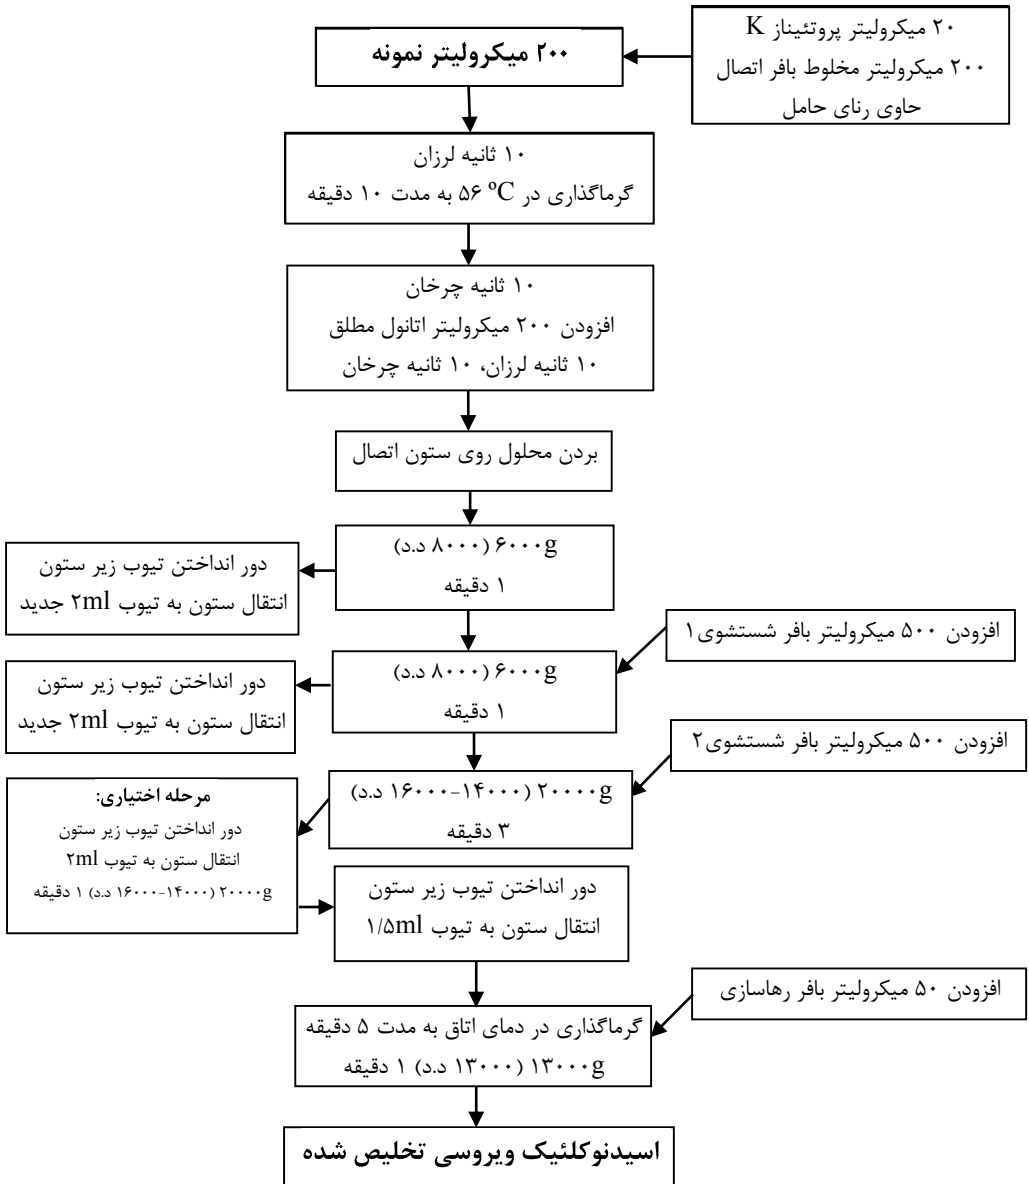 ۲۰ میکرولیتر پروتئیناز K
۲۰۰ میکرولیتر مخلوط بافر اتصال
حاوی رنای حامل
۲۰۰ میکرولیتر نمونه
۱۰ ثانیه لرزان
گرماگذاری در ۵۶ ºC به مدت ۱۰ دقیقه
۱۰ ثانیه چرخان
افزودن ۲۰۰ میکرولیتر اتانول مطلق
۱۰ ثانیه لرزان، ۱۰ ثانیه چرخان
بردن محلول روی ستون اتصال
۶۰۰۰g (۸۰۰۰ د.د)
۱ دقیقه
دور انداختن تیوب زیر ستون
انتقال ستون به تیوب ۲ml جدید
افزودن ۵۰۰ میکرولیتر بافر شستشوی۱
۶۰۰۰g (۸۰۰۰ د.د)
۱ دقیقه
دور انداختن تیوب زیر ستون
انتقال ستون به تیوب ۲ml جدید
افزودن ۵۰۰ میکرولیتر بافر شستشوی۲
۲۰۰۰۰g (۱۴۰۰۰-۱۶۰۰۰ د.د)
۳ دقیقه
مرحله اختیاری:
دور انداختن تیوب زیر ستون
انتقال ستون به تیوب ۲ml
۲۰۰۰۰g (۱۴۰۰۰-۱۶۰۰۰ د.د) ۱ دقیقه
دور انداختن تیوب زیر ستون
انتقال ستون به تیوب ۱/۵ml
افزودن ۵۰ میکرولیتر بافر رهاسازی
گرماگذاری در دمای اتاق به مدت ۵ دقیقه
۱۳۰۰۰g (۱۳۰۰۰ د.د) ۱ دقیقه
اسیدنوکلئیک ویروسی تخلیص شده